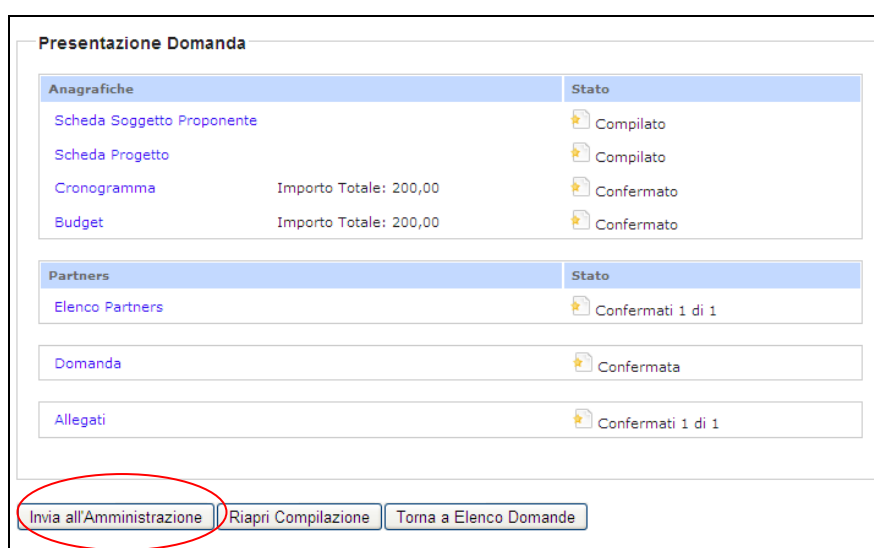 Presentazione Domanda
Anagrafiche Stato
Scheda Soggetto Proponente Compilato
Scheda Progetto Compilato
Cronogramma Importo Totale: 200,00 Confermato
Budget Importo Totale: 200,00 Confermato
Partners Stato
Elenco Partners Confermati 1 di 1
Domanda Confermata
Allegati Confermati 1 di 1
Invia all'Amministrazione Riapri Compilazione Torna a Elenco Domande